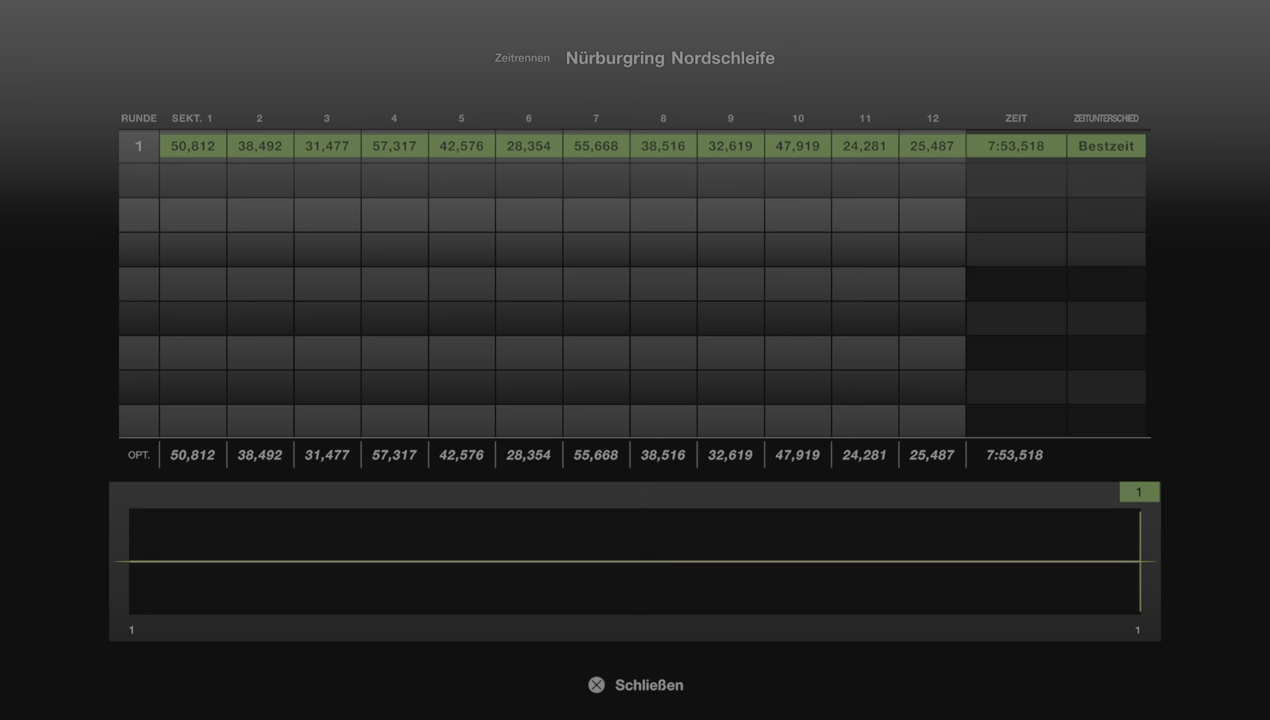 Zeitrennen Nürburgring Nordschleife
RUNDE SEKT. 1 2 3 4 5 6 7 8 9 10 11 12 ZEIT ZEITUNTERSCHIED
1 50,812 38,492 31,477 57,317 42,576 28,354 55,668 38,516 32,619 47,919 24,281 25,487 7:53,518 Bestzeit
OPT. 50,812 38,492 31,477 57,317 42,576 28,354 55,668 38,516 32,619 47,919 24,281 25,487 7:53,518
1
1 1
Schließen